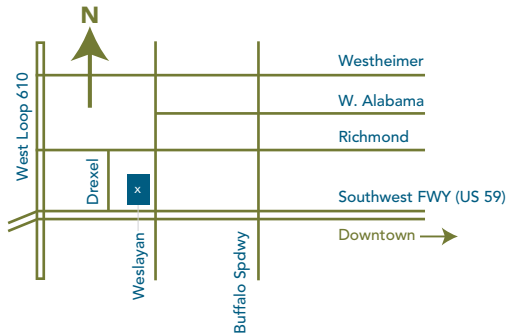 N
Westheimer
W. Alabama
Richmond
West Loop 610
Drexel
x
Southwest FWY (US 59)
Downtown
Weslayan
Buffalo Spdwy